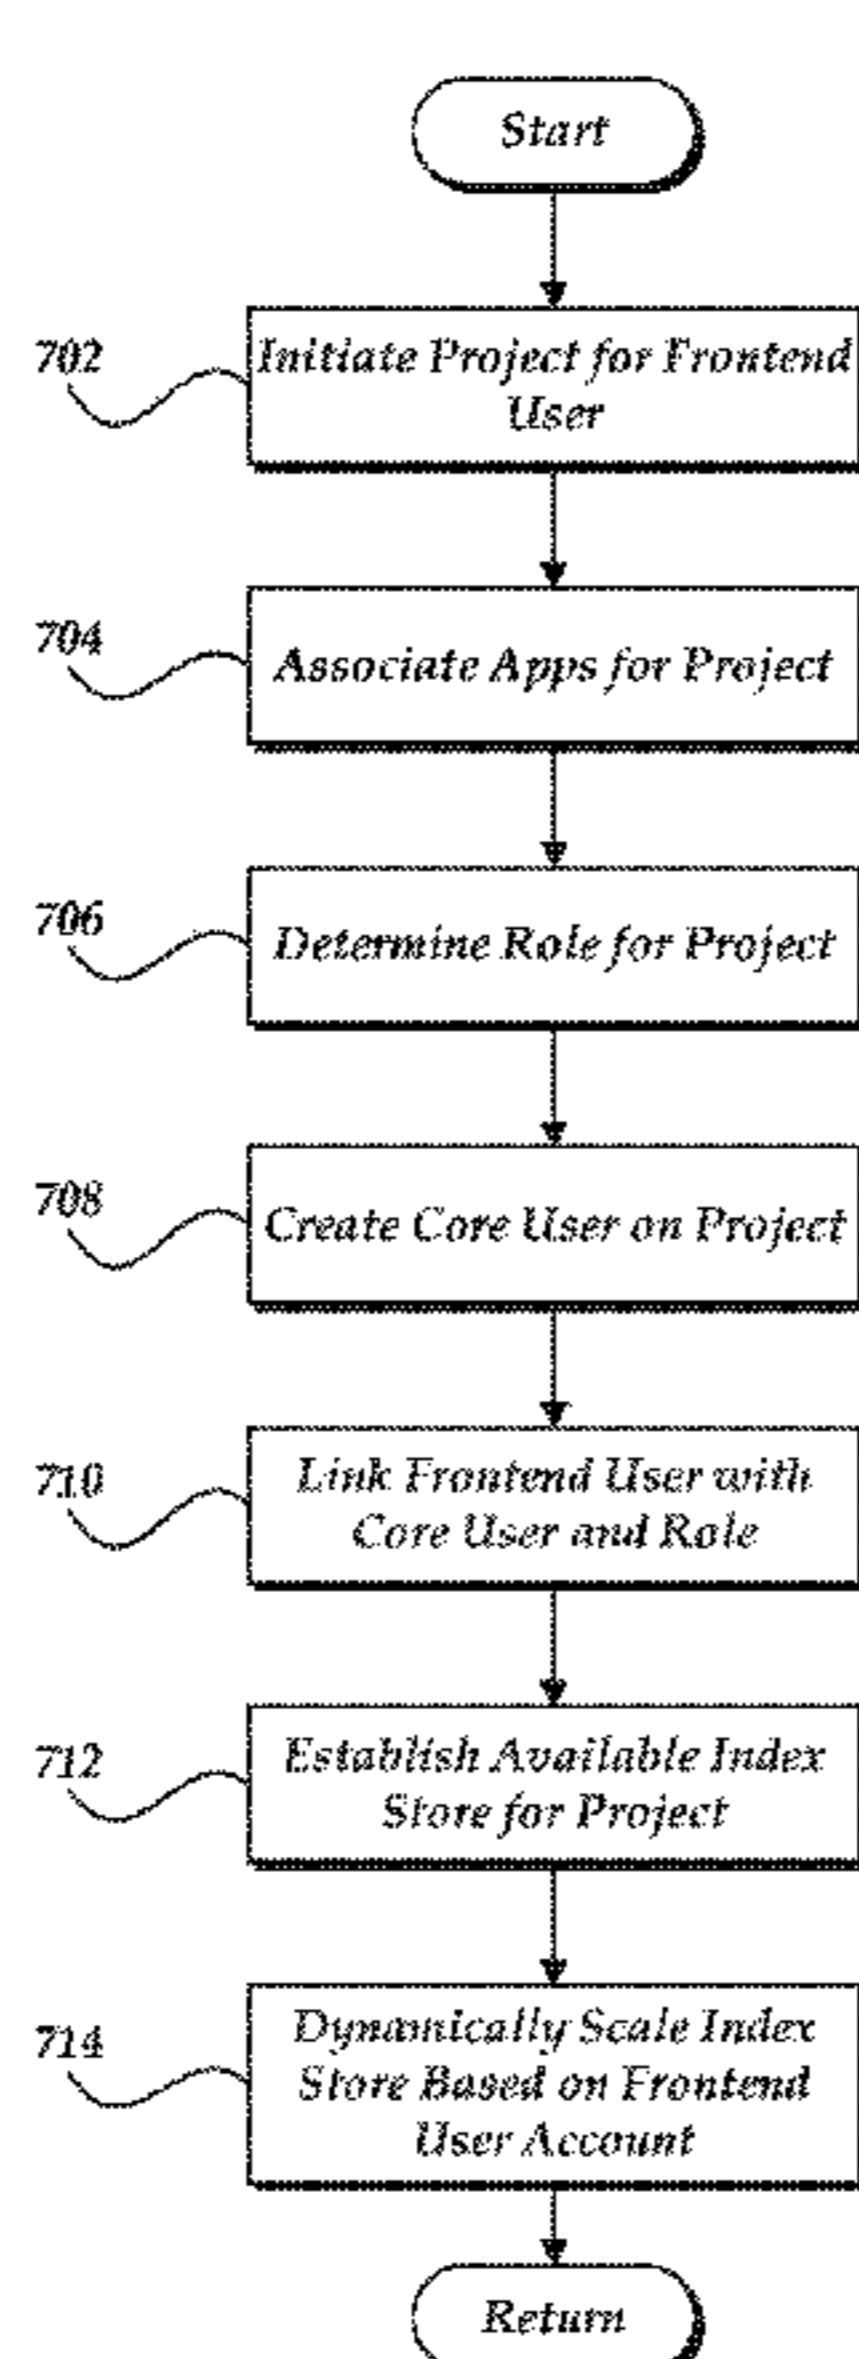 Start
702
Initiate Project for Frontend
User
704
Associate Apps for Project
706
Determine Role for Project
708
Create Core User on Project
710
Link Frontend User with
Core User and Role
712
Establish Available Index
Store for Project
714
Dynamically Scale Index
Store Based on Frontend
User Account
Return